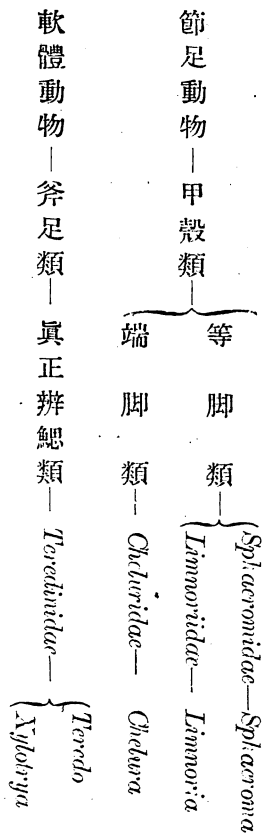 節足動物—甲殼類—
等脚類—
Sphaeromidae—Sphaeroma
Limnoriidae—Limnoria
端脚類—Cheluridae—Chelura
軟體動物—斧足類—眞正辨鰓類—Teredinidae—
Teredo
Xylotrya